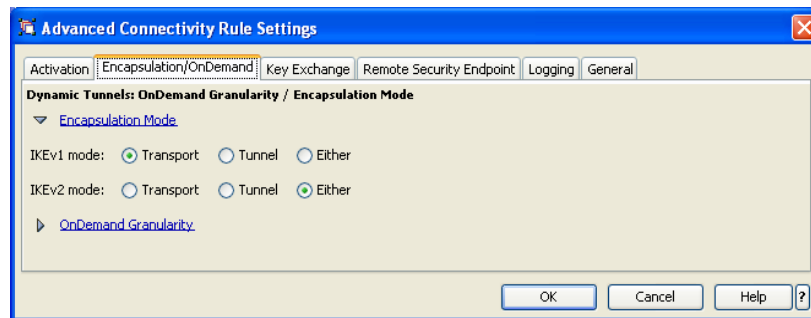 Advanced Connectivity Rule Settings
Activation Encapsulation/OnDemand Key Exchange Remote Security Endpoint Logging General
Dynamic Tunnels: OnDemand Granularity / Encapsulation Mode
Encapsulation Mode
IKEv1 mode: Transport Tunnel Either
IKEv2 mode: Transport Tunnel Either
OnDemand Granularity
OK Cancel Help ?